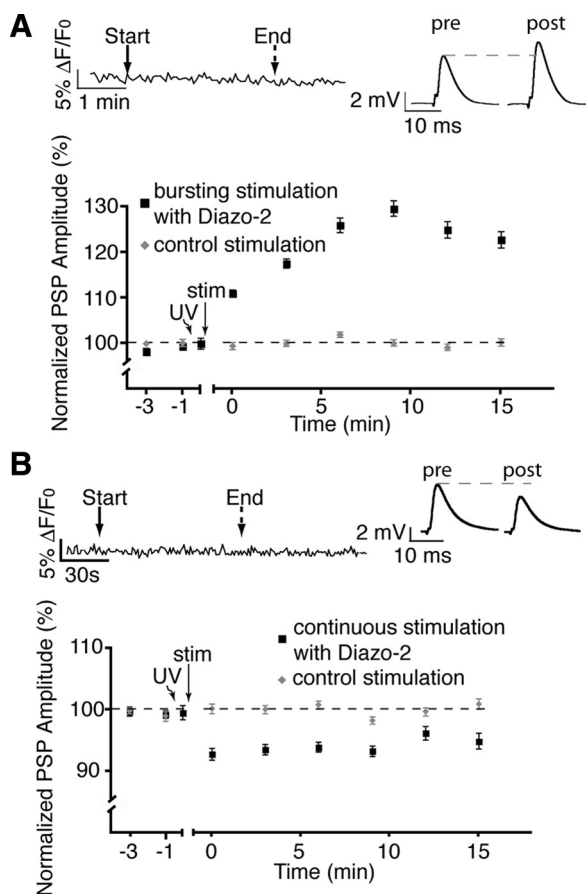 A
Start
End
5% ΔF/F0
1 min
pre
post
2 mV
10 ms
Normalized PSP Amplitude (%)
130
120
110
100
bursting stimulation
with Diazo-2
control stimulation
UV
stim
-3
-1
0
5
10
15
Time (min)
B
Start
End
5% ΔF/F0
30s
pre
post
2 mV
10 ms
Normalized PSP Amplitude (%)
110
100
90
continuous stimulation
with Diazo-2
control stimulation
stim
UV
-3
-1
0
5
10
15
Time (min)